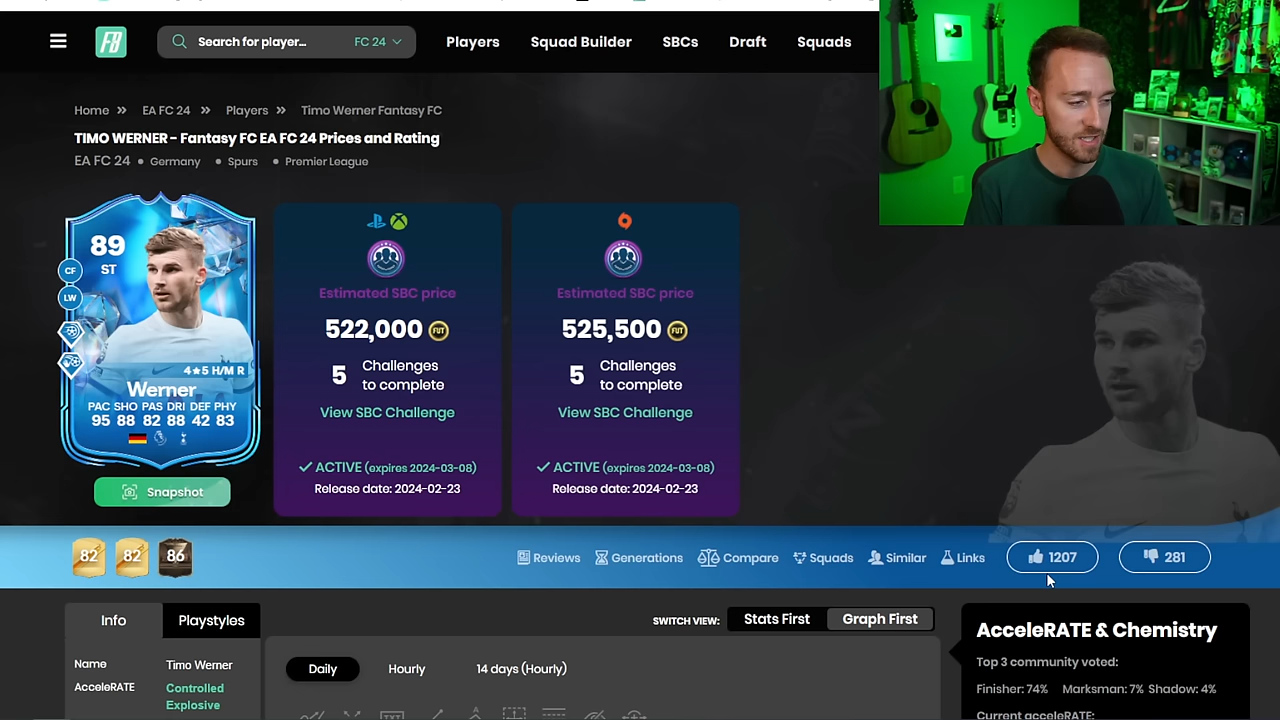 FB
Search for player...
FC 24
Players
Squad Builder
SBCs
Draft
Squads
Home » EA FC 24 » Players » Timo Werner Fantasy FC
TIMO WERNER - Fantasy FC EA FC 24 Prices and Rating
EA FC 24 • Germany • Spurs • Premier League
89
ST
CF
LW
4★5 H/M R
Werner
PAC SHO PAS DRI DEF PHY
95 88 82 88 42 83
Snapshot
Estimated SBC price
522,000 FUT
5 Challenges
to complete
View SBC Challenge
✓ ACTIVE (expires 2024-03-08)
Release date: 2024-02-23
Estimated SBC price
525,500 FUT
5 Challenges
to complete
View SBC Challenge
✓ ACTIVE (expires 2024-03-08)
Release date: 2024-02-23
82
82
86
Reviews
Generations
Compare
Squads
Similar
Links
1207
281
Info
Playstyles
SWITCH VIEW:
Stats First
Graph First
Name
Timo Werner
AcceleRATE
Controlled
Explosive
Daily
Hourly
14 days (Hourly)
TXT
AcceleRATE & Chemistry
Top 3 community voted:
Finisher: 74% Marksman: 7% Shadow: 4%
Current acceleRATE: